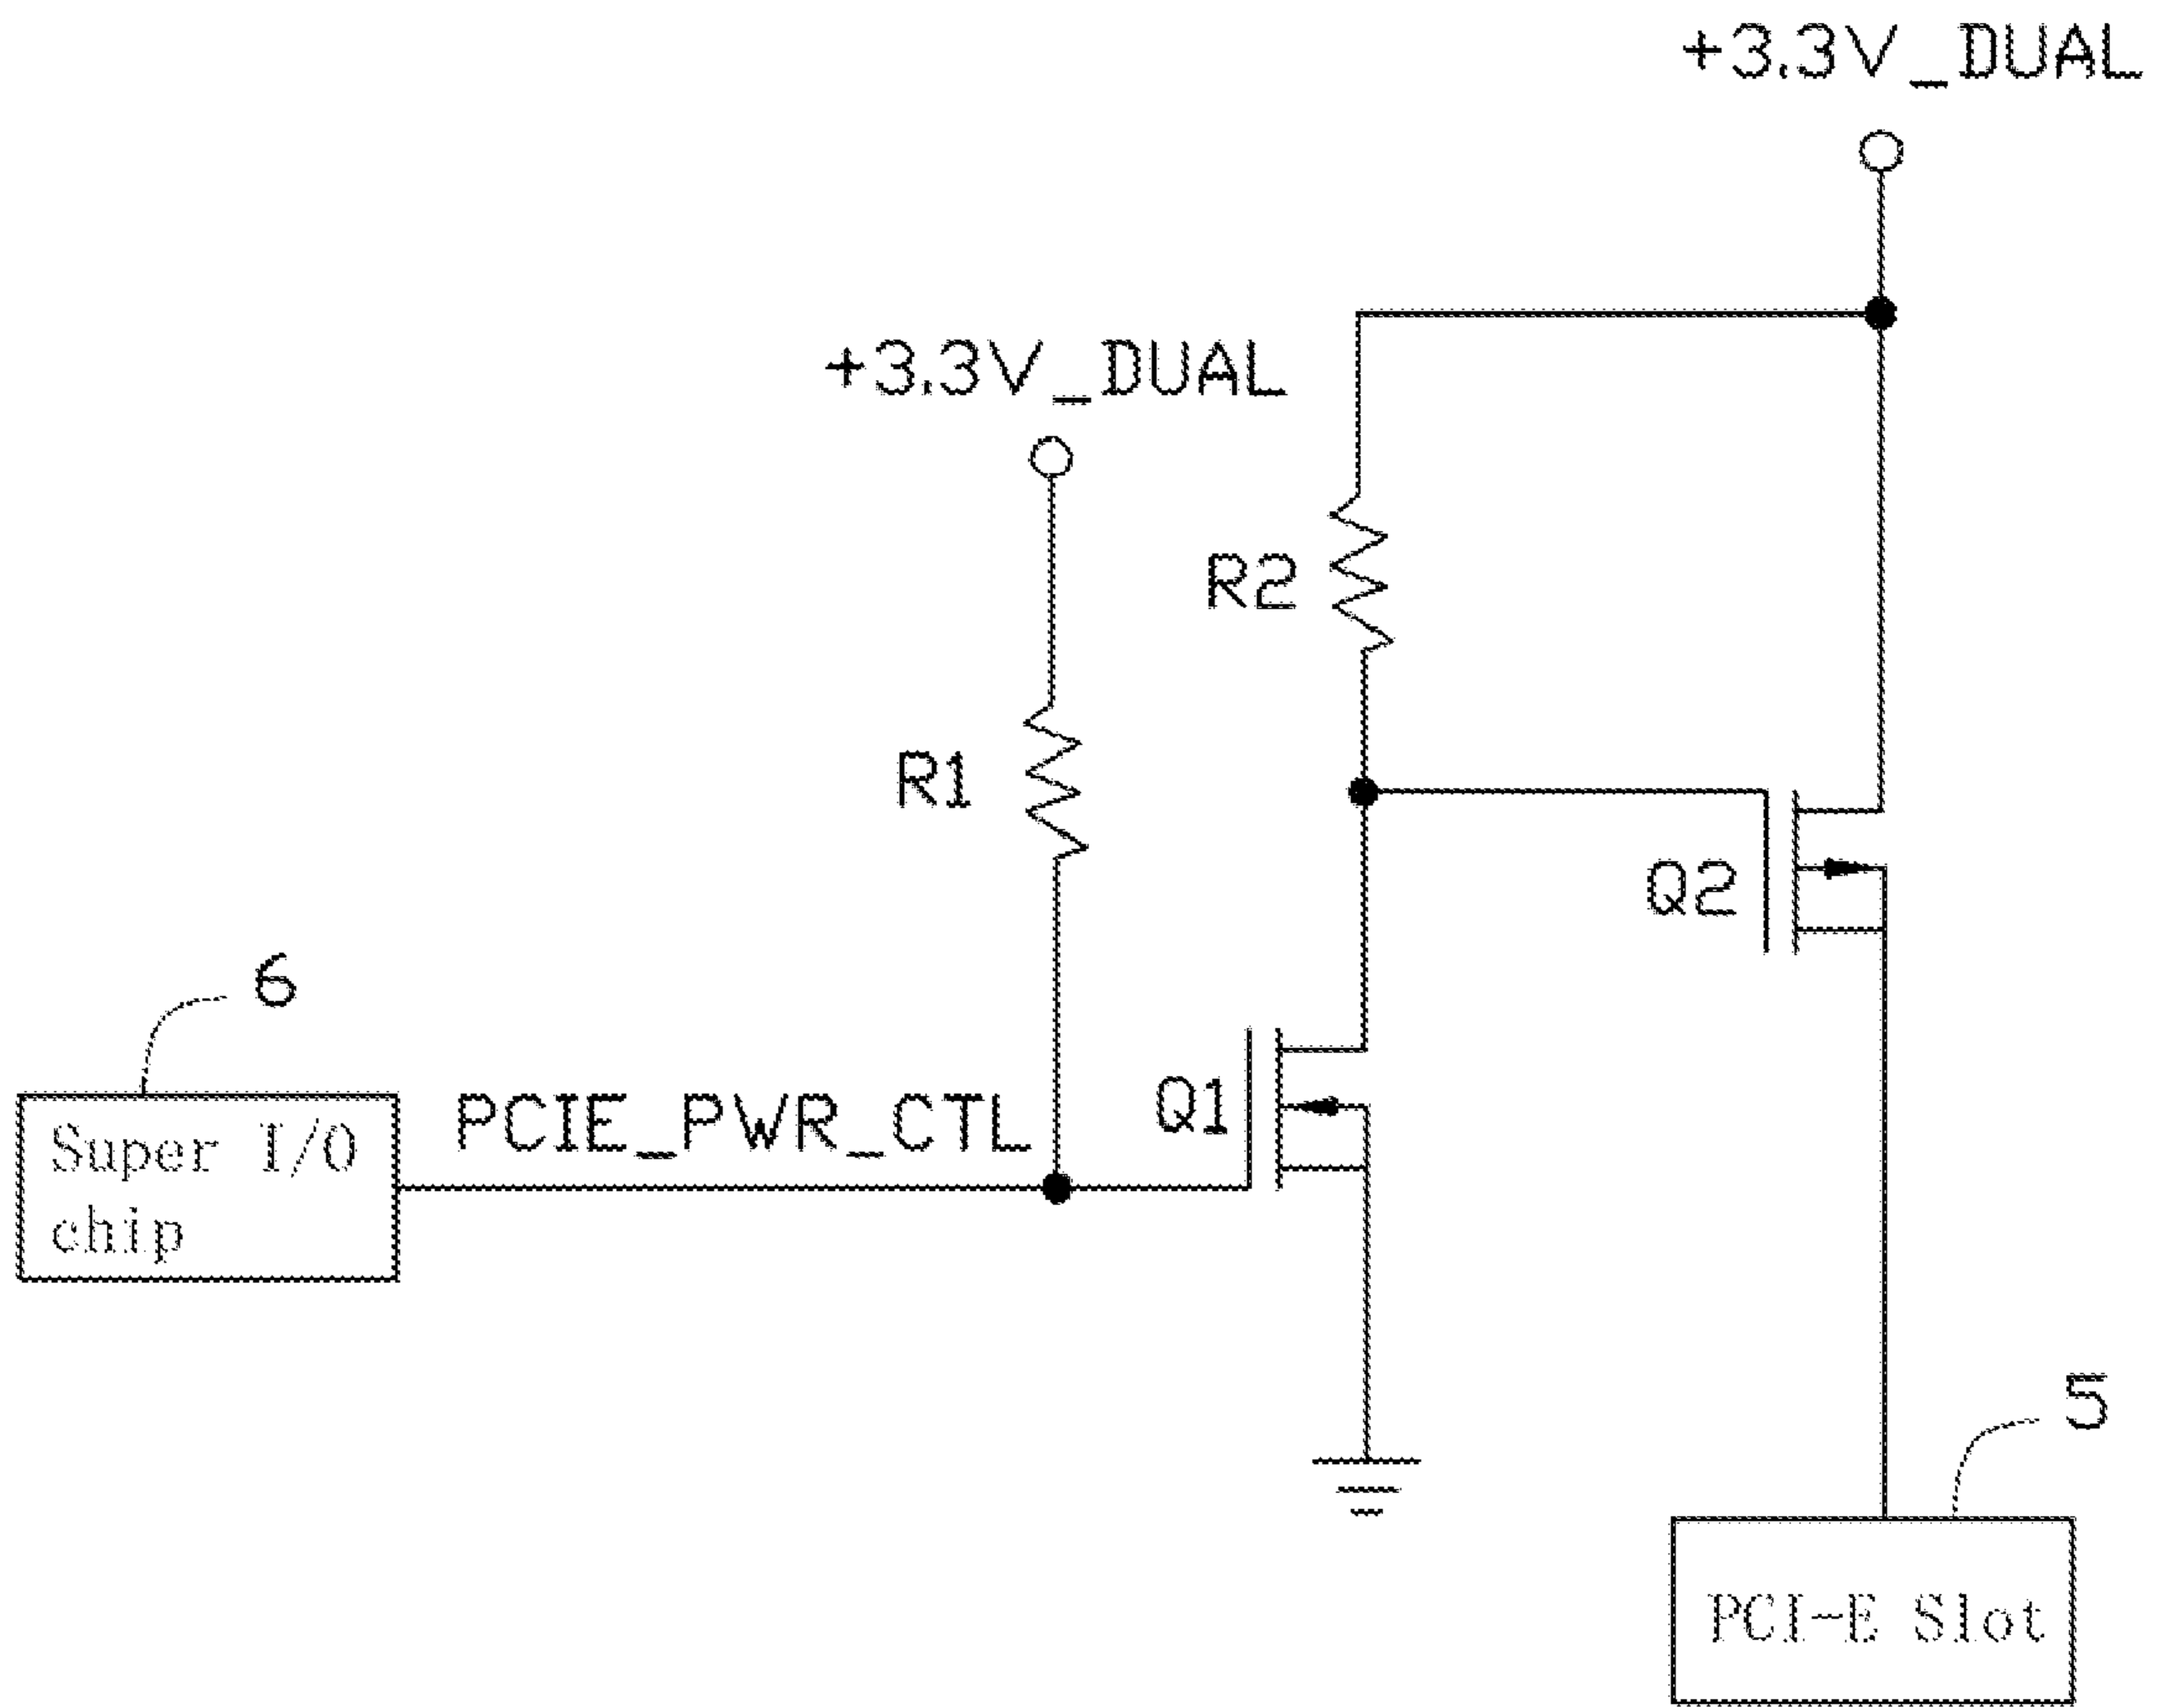 +3.3V_DUAL
+3.3V_DUAL
R2
R1
Q2
6
Q1
PCIE_PWR_CTL
Super I/O
chip
5
PCI-E Slot